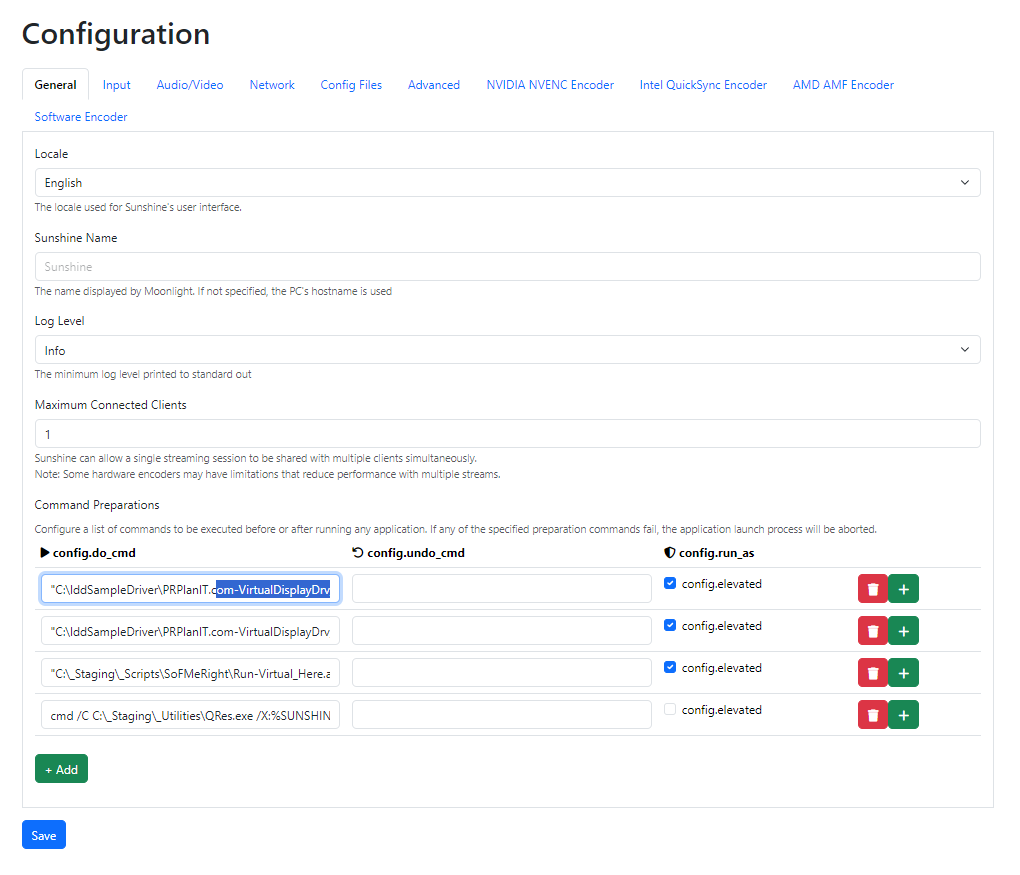 Configuration
General Input Audio/Video Network Config Files Advanced NVIDIA NVENC Encoder Intel QuickSync Encoder AMD AMF Encoder
Software Encoder
Locale
English
The locale used for Sunshine's user interface.
Sunshine Name
Sunshine
The name displayed by Moonlight. If not specified, the PC's hostname is used
Log Level
Info
The minimum log level printed to standard out
Maximum Connected Clients
1
Sunshine can allow a single streaming session to be shared with multiple clients simultaneously.
Note: Some hardware encoders may have limitations that reduce performance with multiple streams.
Command Preparations
Configure a list of commands to be executed before or after running any application. If any of the specified preparation commands fail, the application launch process will be aborted.
config.do_cmd config.undo_cmd config.run_as
"C:\IddSampleDriver\PRPlanIT.com-VirtualDisplayDrv config.elevated +
"C:\IddSampleDriver\PRPlanIT.com-VirtualDisplayDrv config.elevated +
"C:\_Staging\_Scripts\SoFMeRight\Run-Virtual_Here.a config.elevated +
cmd /C C:\_Staging\_Utilities\QRes.exe /X:%SUNSHIN config.elevated +
+ Add
Save